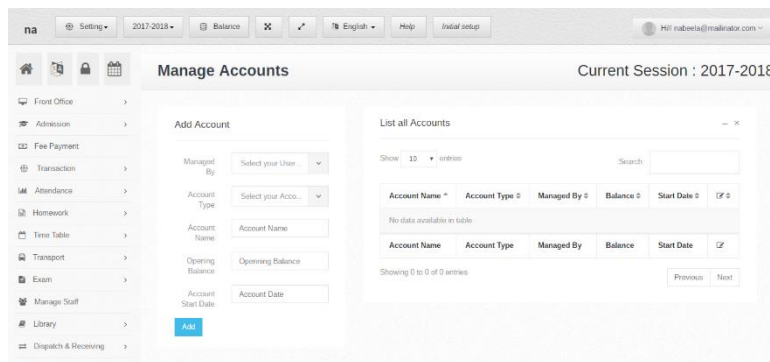 na Setting 2017-2018 Balance English Help Initial setup Hi!! nabeela@mailinator.com
Manage Accounts Current Session : 2017-2018
Front Office
Admission
Fee Payment
Transaction
Attendance
Homework
Time Table
Transport
Exam
Manage Staff
Library
Dispatch & Receiving
Add Account
Managed By Select your User...
Account Type Select your Acco...
Account Name Account Name
Opening Balance Openning Balance
Account Start Date Account Date
Add
List all Accounts
Show 10 entries Search
Account Name Account Type Managed By Balance Start Date
No data available in table
Account Name Account Type Managed By Balance Start Date
Showing 0 to 0 of 0 entries
Previous Next